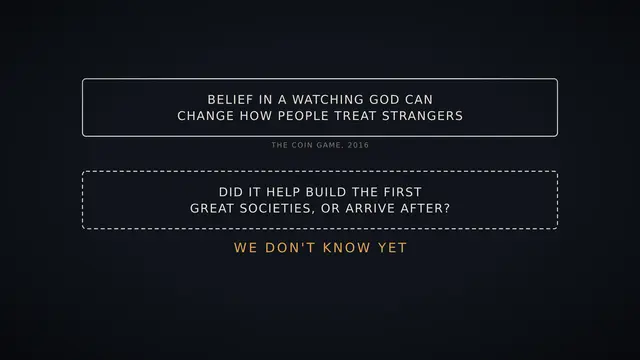 BELIEF IN A WATCHING GOD CAN
CHANGE HOW PEOPLE TREAT STRANGERS
THE COIN GAME, 2016
DID IT HELP BUILD THE FIRST
GREAT SOCIETIES, OR ARRIVE AFTER?
WE DON'T KNOW YET